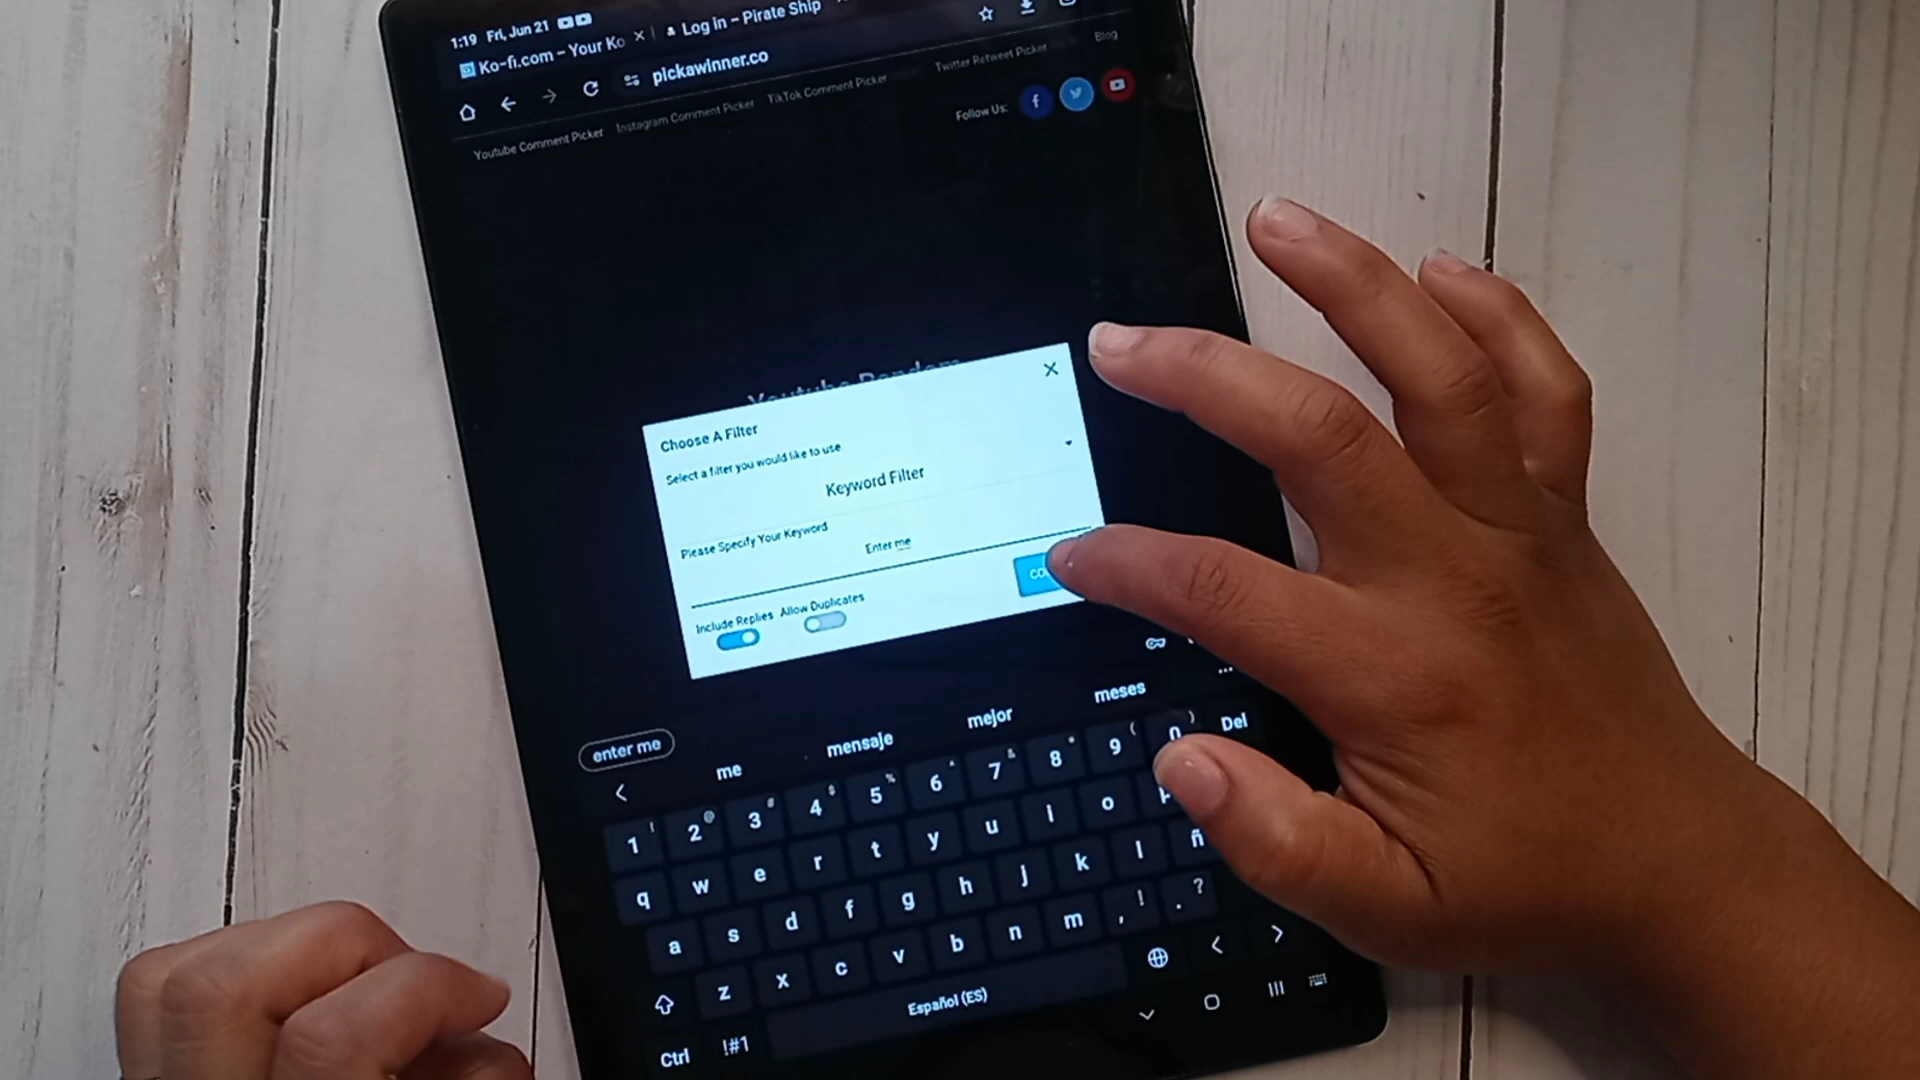 1:19 Fri, Jun 21
Ko-fi.com – Your Ko
Log in – Pirate Ship
pickawinner.co
Youtube Comment Picker Instagram Comment Picker TikTok Comment Picker Twitter Retweet Picker Blog
Follow Us:
Youtube Random
Choose A Filter
Select a filter you would like to use
Keyword Filter
Please Specify Your Keyword
Enter me
Include Replies Allow Duplicates
enter me
me mensaje mejor meses
1 ! 2 @ 3 # 4 $ 5 % 6 ^ 7 & 8 * 9 ( 0 ) Del
q w e r t y u i o p
a s d f g h j k l ñ
z x c v b n m , ! . ?
Ctrl !#1 Español (ES)